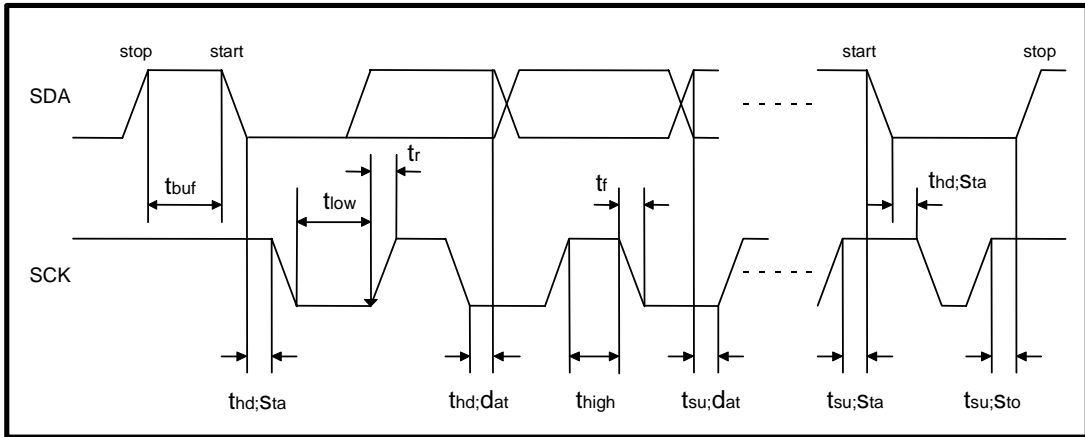 stop start start stop
SDA
tr tf thd;sta
tbuf tlow
SCK
thd;sta thd;dat thigh tsu;dat tsu;sta tsu;sto